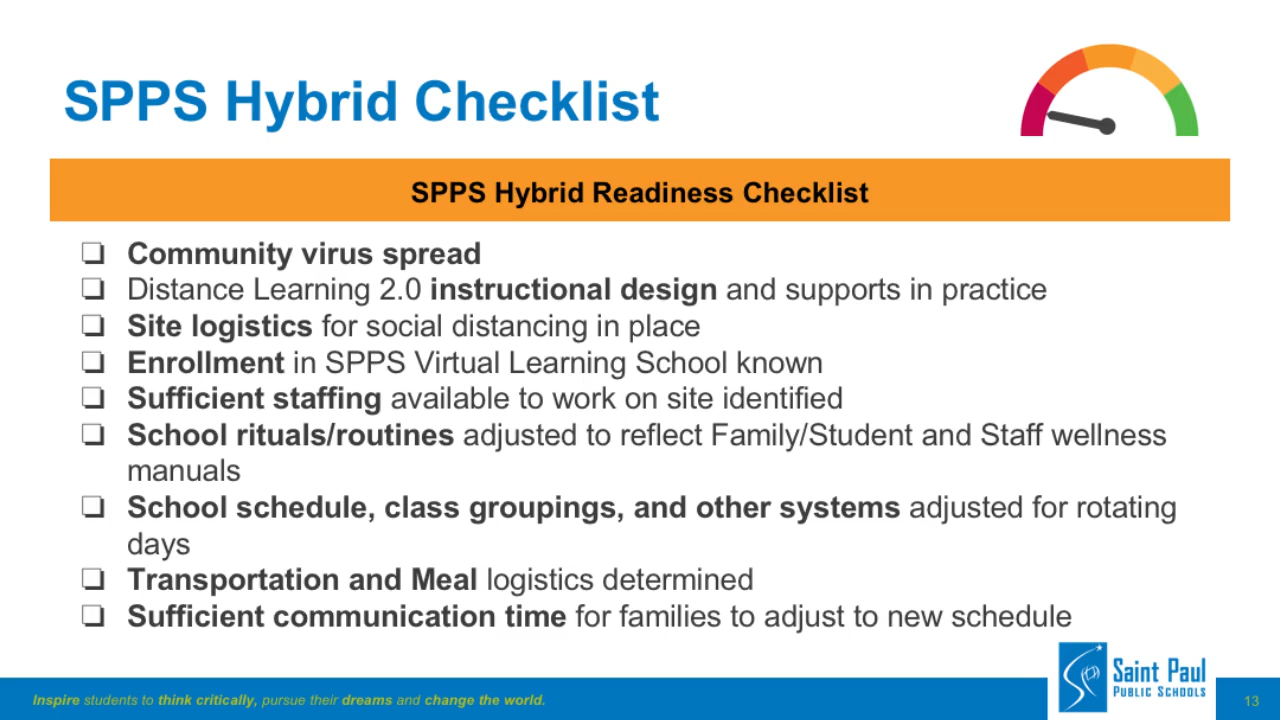 SPPS Hybrid Checklist
SPPS Hybrid Readiness Checklist
❏ Community virus spread
❏ Distance Learning 2.0 instructional design and supports in practice
❏ Site logistics for social distancing in place
❏ Enrollment in SPPS Virtual Learning School known
❏ Sufficient staffing available to work on site identified
❏ School rituals/routines adjusted to reflect Family/Student and Staff wellness
manuals
❏ School schedule, class groupings, and other systems adjusted for rotating
days
❏ Transportation and Meal logistics determined
❏ Sufficient communication time for families to adjust to new schedule
Inspire students to think critically, pursue their dreams and change the world.
Saint Paul
PUBLIC SCHOOLS
13